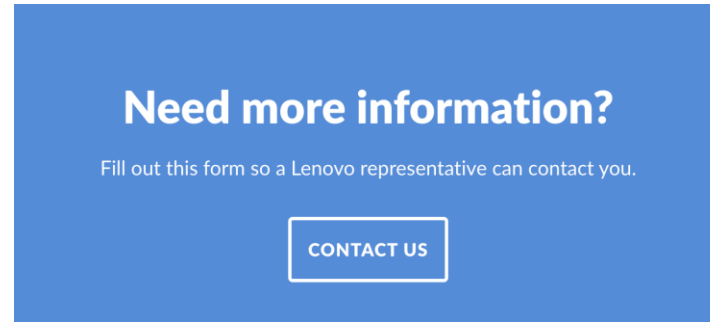 Need more information?
Fill out this form so a Lenovo representative can contact you.
CONTACT US